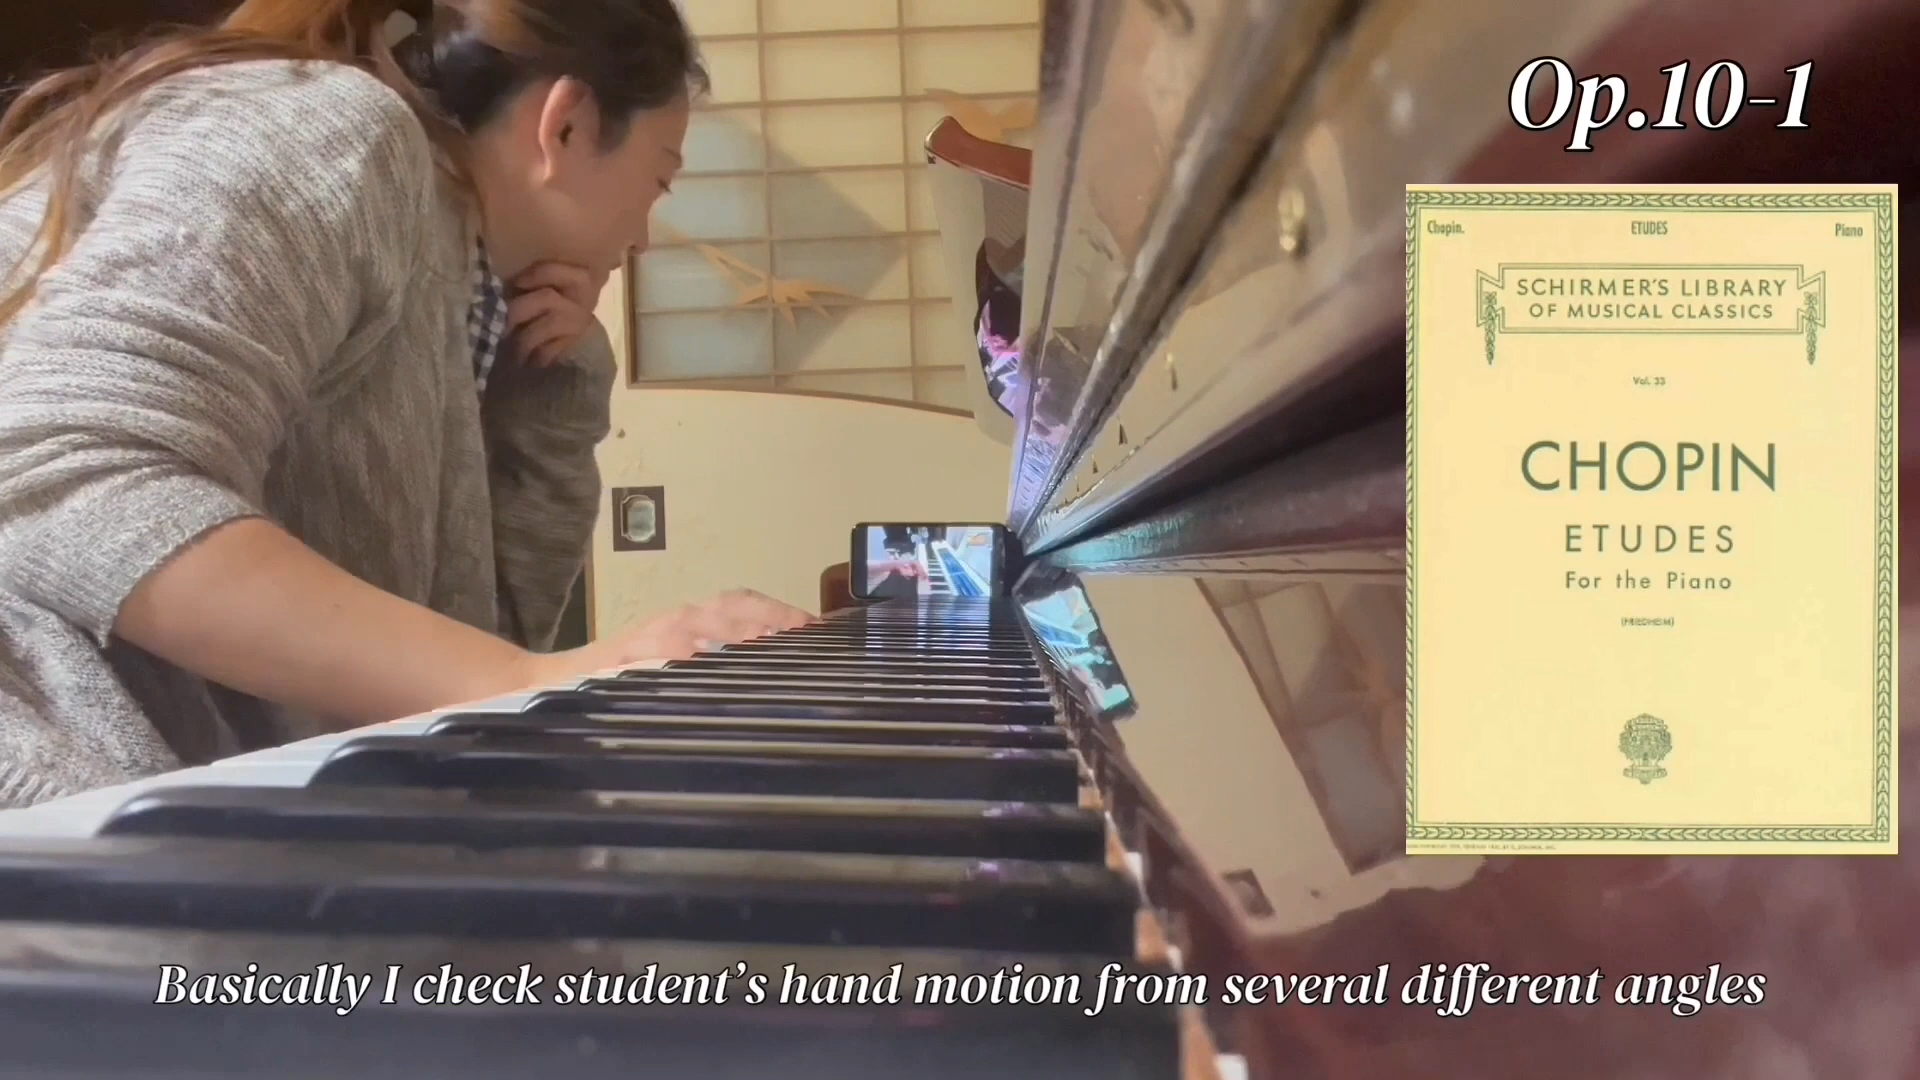 Op.10-1
Chopin.
ETUDES
Piano
SCHIRMER'S LIBRARY
OF MUSICAL CLASSICS
Vol. 33
CHOPIN
ETUDES
For the Piano
(FRIEDHEIM)
Basically I check student’s hand motion from several different angles